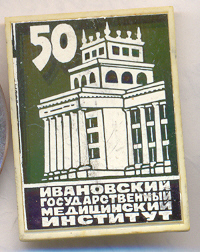 50
ИВАНОВСКИЙ
ГОСУДАРСТВЕННЫЙ
МЕДИЦИНСКИЙ
ИНСТИТУТ